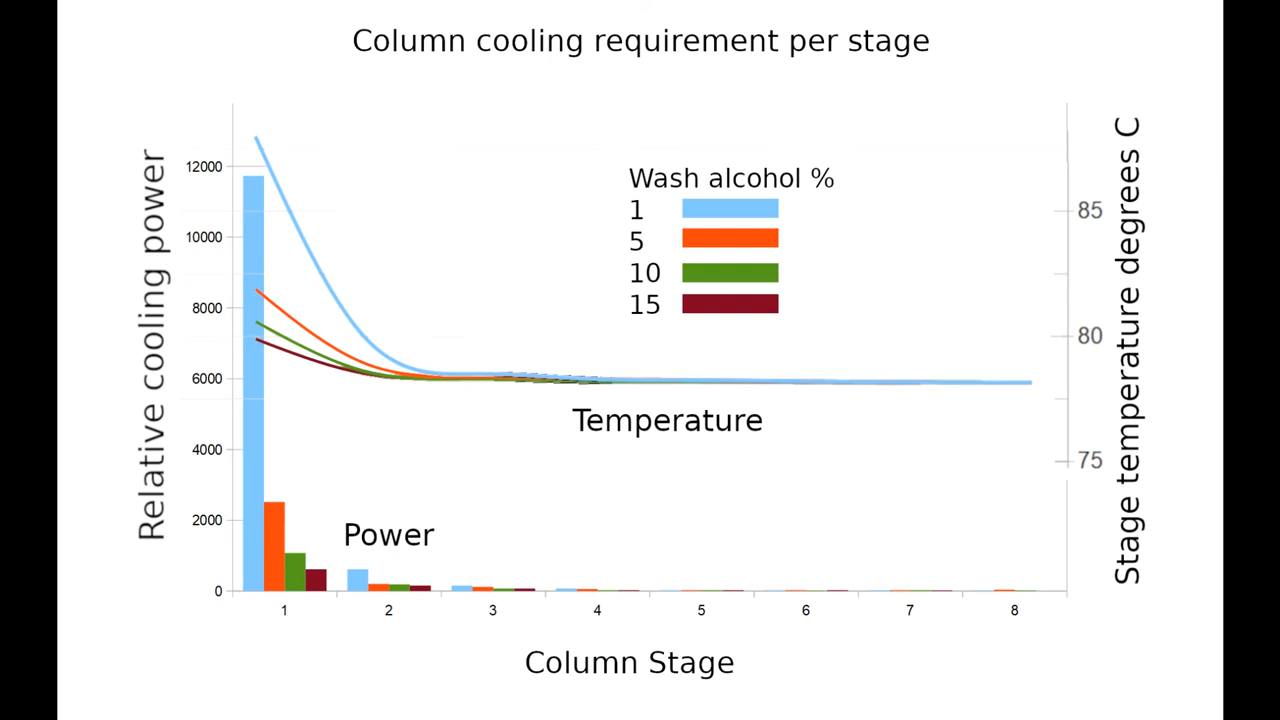 Column cooling requirement per stage
Relative cooling power
12000
10000
8000
6000
4000
2000
0
Wash alcohol %
1
5
10
15
Temperature
Power
85
80
75
Stage temperature degrees C
1 2 3 4 5 6 7 8
Column Stage